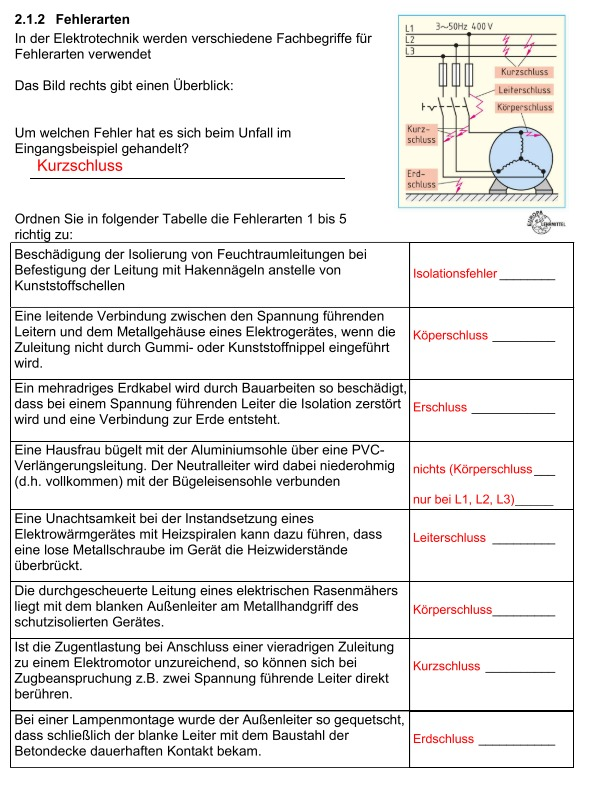 2.1.2 Fehlerarten
In der Elektrotechnik werden verschiedene Fachbegriffe für
Fehlerarten verwendet
Das Bild rechts gibt einen Überblick:
Um welchen Fehler hat es sich beim Unfall im
Eingangsbeispiel gehandelt?
Kurzschluss
L1 3~50Hz 400 V
L2
L3
Kurzschluss
Leiterschluss
Körperschluss
Kurz-
schluss
Erd-
schluss
EUROPA
LEHRMITTEL
Ordnen Sie in folgender Tabelle die Fehlerarten 1 bis 5
richtig zu:
Beschädigung der Isolierung von Feuchtraumleitungen bei
Befestigung der Leitung mit Hakennägeln anstelle von
Kunststoffschellen
Isolationsfehler
Eine leitende Verbindung zwischen den Spannung führenden
Leitern und dem Metallgehäuse eines Elektrogerätes, wenn die
Zuleitung nicht durch Gummi- oder Kunststoffnippel eingeführt
wird.
Köperschluss
Ein mehradriges Erdkabel wird durch Bauarbeiten so beschädigt,
dass bei einem Spannung führenden Leiter die Isolation zerstört
wird und eine Verbindung zur Erde entsteht.
Erschluss
Eine Hausfrau bügelt mit der Aluminiumsohle über eine PVC-
Verlängerungsleitung. Der Neutralleiter wird dabei niederohmig
(d.h. vollkommen) mit der Bügeleisensohle verbunden
nichts (Körperschluss
nur bei L1, L2, L3)
Eine Unachtsamkeit bei der Instandsetzung eines
Elektrowärmgerätes mit Heizspiralen kann dazu führen, dass
eine lose Metallschraube im Gerät die Heizwiderstände
überbrückt.
Leiterschluss
Die durchgescheuerte Leitung eines elektrischen Rasenmähers
liegt mit dem blanken Außenleiter am Metallhandgriff des
schutzisolierten Gerätes.
Körperschluss
Ist die Zugentlastung bei Anschluss einer vieradrigen Zuleitung
zu einem Elektromotor unzureichend, so können sich bei
Zugbeanspruchung z.B. zwei Spannung führende Leiter direkt
berühren.
Kurzschluss
Bei einer Lampenmontage wurde der Außenleiter so gequetscht,
dass schließlich der blanke Leiter mit dem Baustahl der
Betondecke dauerhaften Kontakt bekam.
Erdschluss